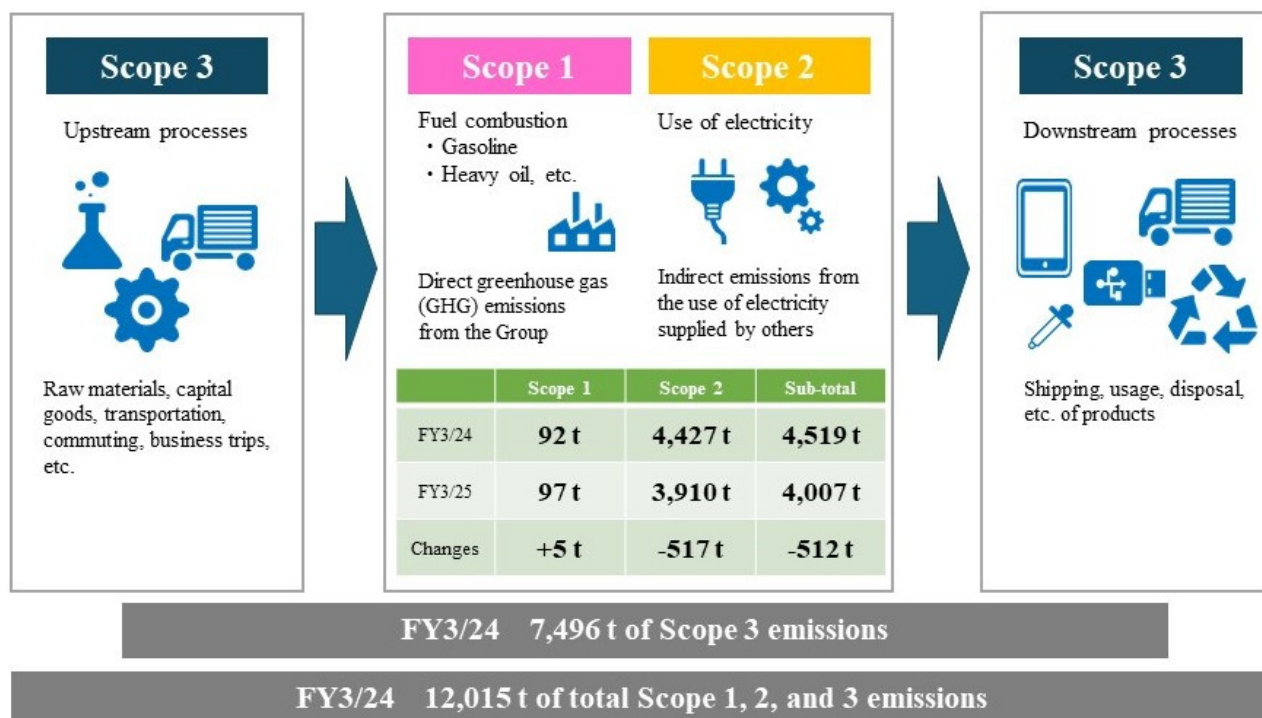 Scope 3
Upstream processes
Raw materials, capital
goods, transportation,
commuting, business trips,
etc.
Scope 1
Fuel combustion
・Gasoline
・Heavy oil, etc.
Direct greenhouse gas
(GHG) emissions
from the Group
Scope 2
Use of electricity
Indirect emissions from
the use of electricity
supplied by others
Scope 1 Scope 2 Sub-total
FY3/24 92 t 4,427 t 4,519 t
FY3/25 97 t 3,910 t 4,007 t
Changes +5 t -517 t -512 t
Scope 3
Downstream processes
Shipping, usage, disposal,
etc. of products
FY3/24 7,496 t of Scope 3 emissions
FY3/24 12,015 t of total Scope 1, 2, and 3 emissions